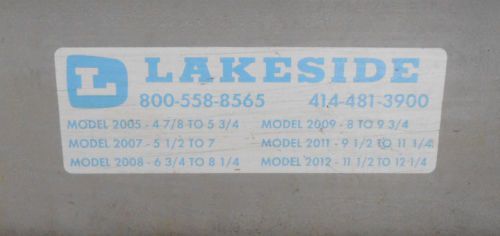 L LAKESIDE
800-558-8565 414-481-3900
MODEL 2005 - 4 7/8 TO 5 3/4 MODEL 2009 - 8 TO 9 3/4
MODEL 2007 - 5 1/2 TO 7 MODEL 2011 - 9 1/2 TO 11 1/4
MODEL 2008 - 6 3/4 TO 8 1/4 MODEL 2012 - 11 1/2 TO 12 1/4